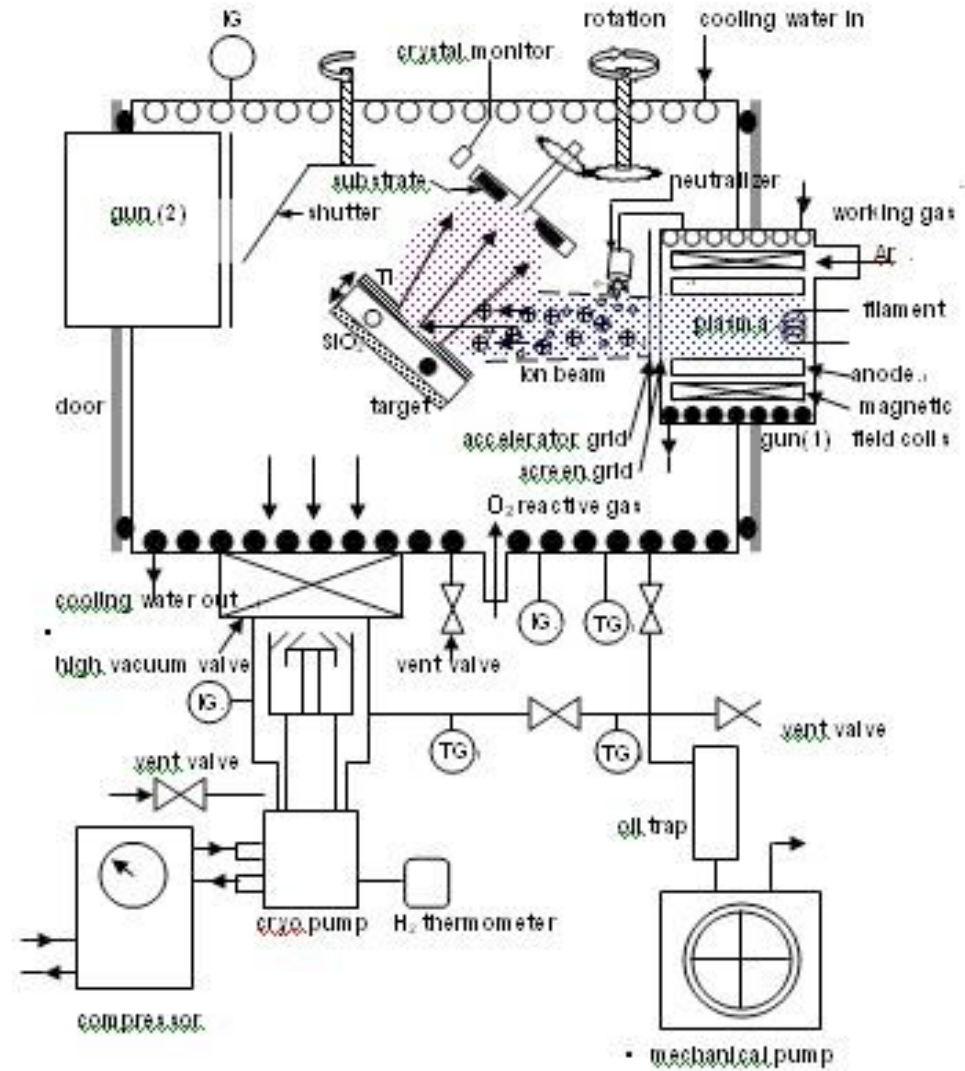 IG
rotation
cooling water in
crystal monitor
substrate
neutralizer
gun (2)
shutter
working gas
Ar
Ti
plasma
filament
SiO₂
Ion beam
anode
door
target
magnetic
accelerator grid
gun(1)
field coils
screen grid
O₂ reactive gas
cooling water out
IG
TG
high vacuum valve
vent valve
IG
TG
TG
vent valve
vent valve
oil trap
cryo pump
H₂ thermometer
compressor
mechanical pump